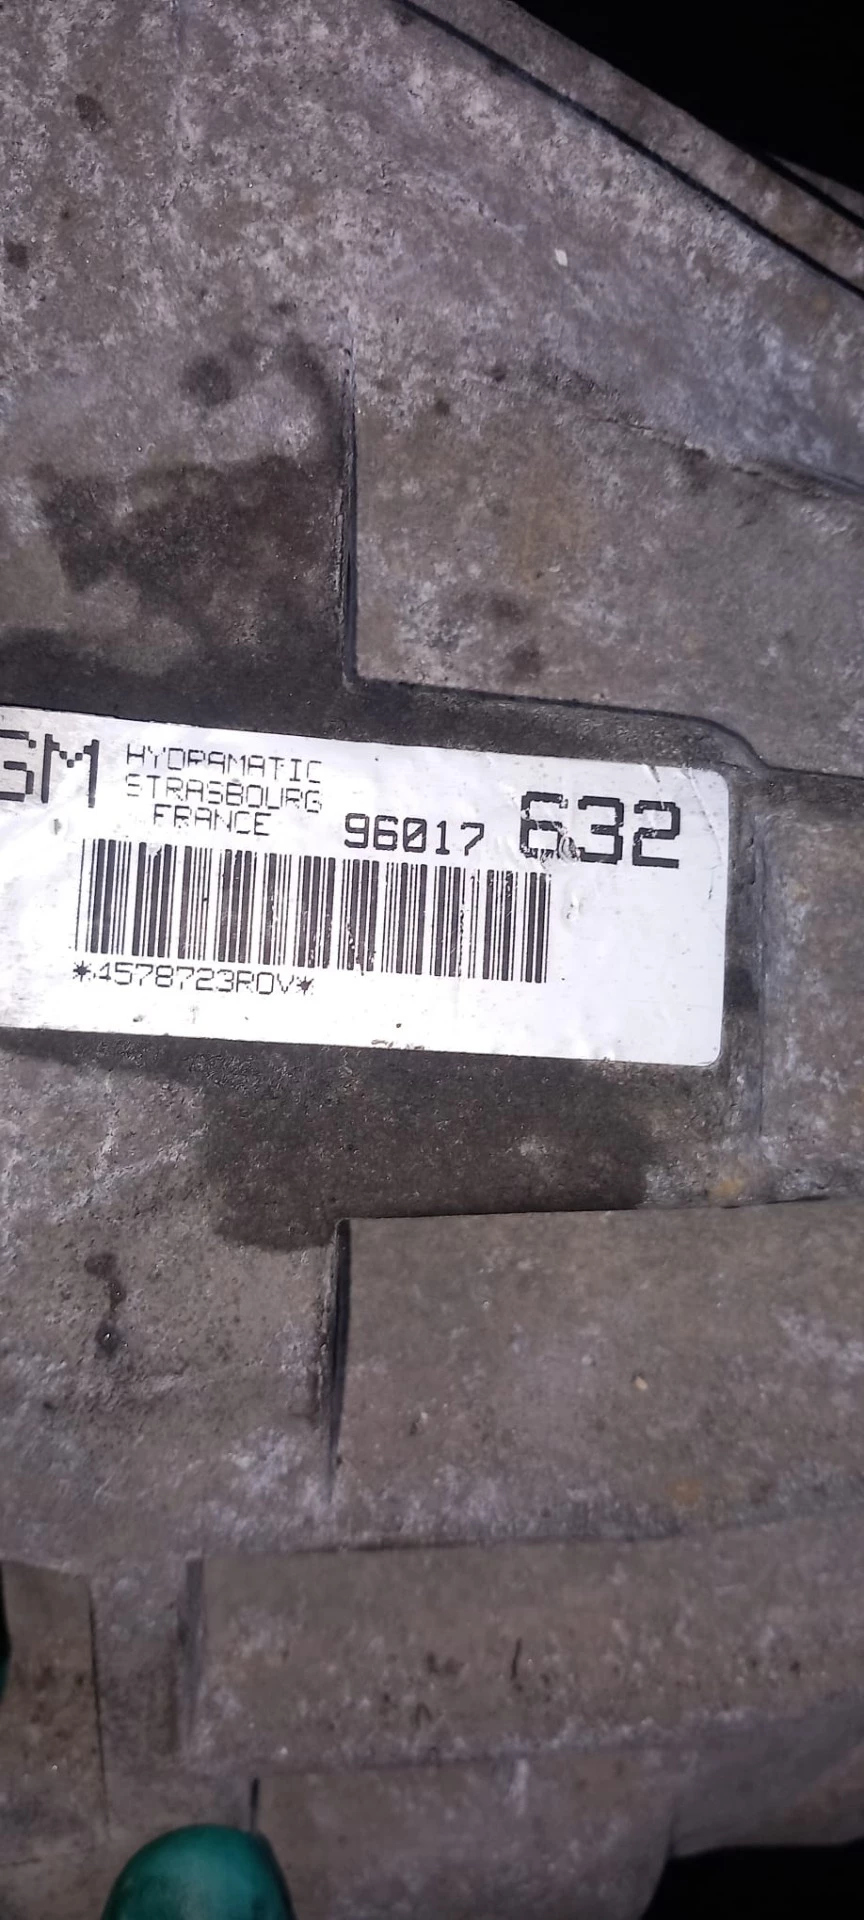 GM
HYDRAMATIC
STRASBOURG
FRANCE
96017 632
*4578723ROV*